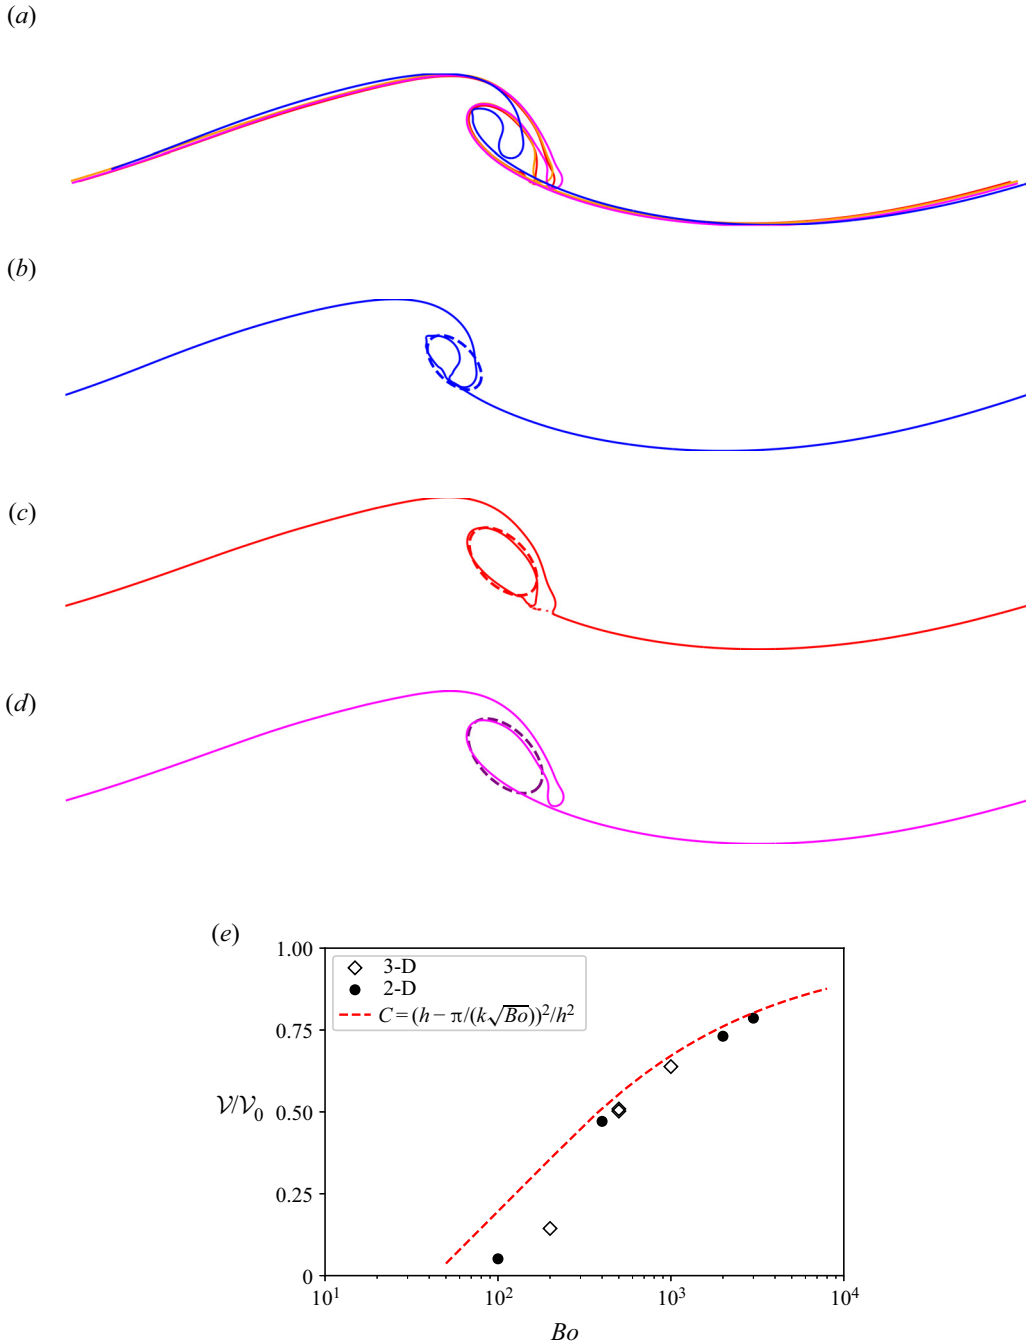 (a)
(b)
(c)
(d)
(e)
1.00
3-D
2-D
C = (h − π/(k√Bo))²/h²
0.75
𝒱/𝒱₀
0.50
0.25
0
10¹ 10² 10³ 10⁴
Bo